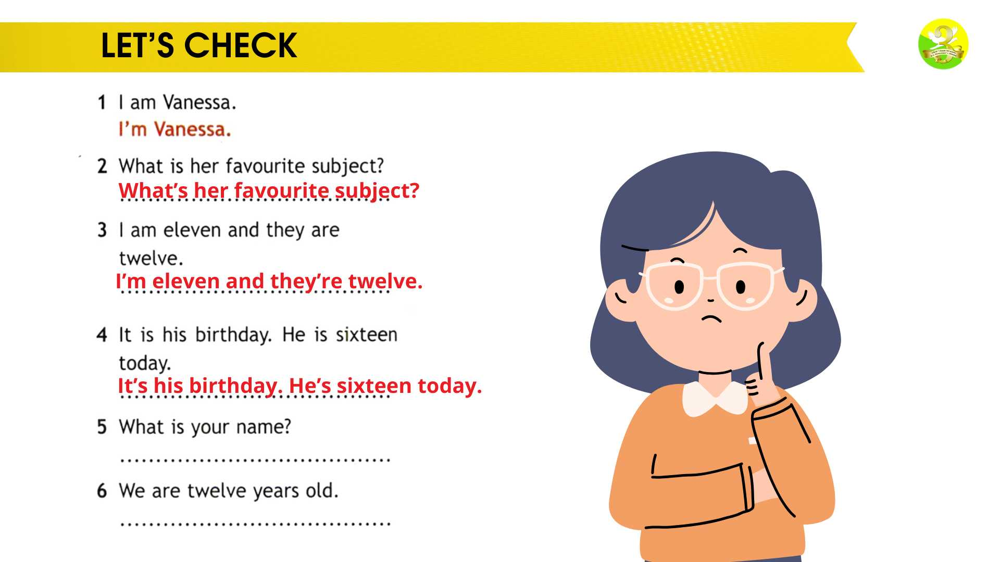 LET'S CHECK
1 I am Vanessa.
I'm Vanessa.
2 What is her favourite subject?
What's her favourite subject?
3 I am eleven and they are
twelve.
I'm eleven and they're twelve.
4 It is his birthday. He is sixteen
today.
It's his birthday. He's sixteen today.
5 What is your name?
6 We are twelve years old.